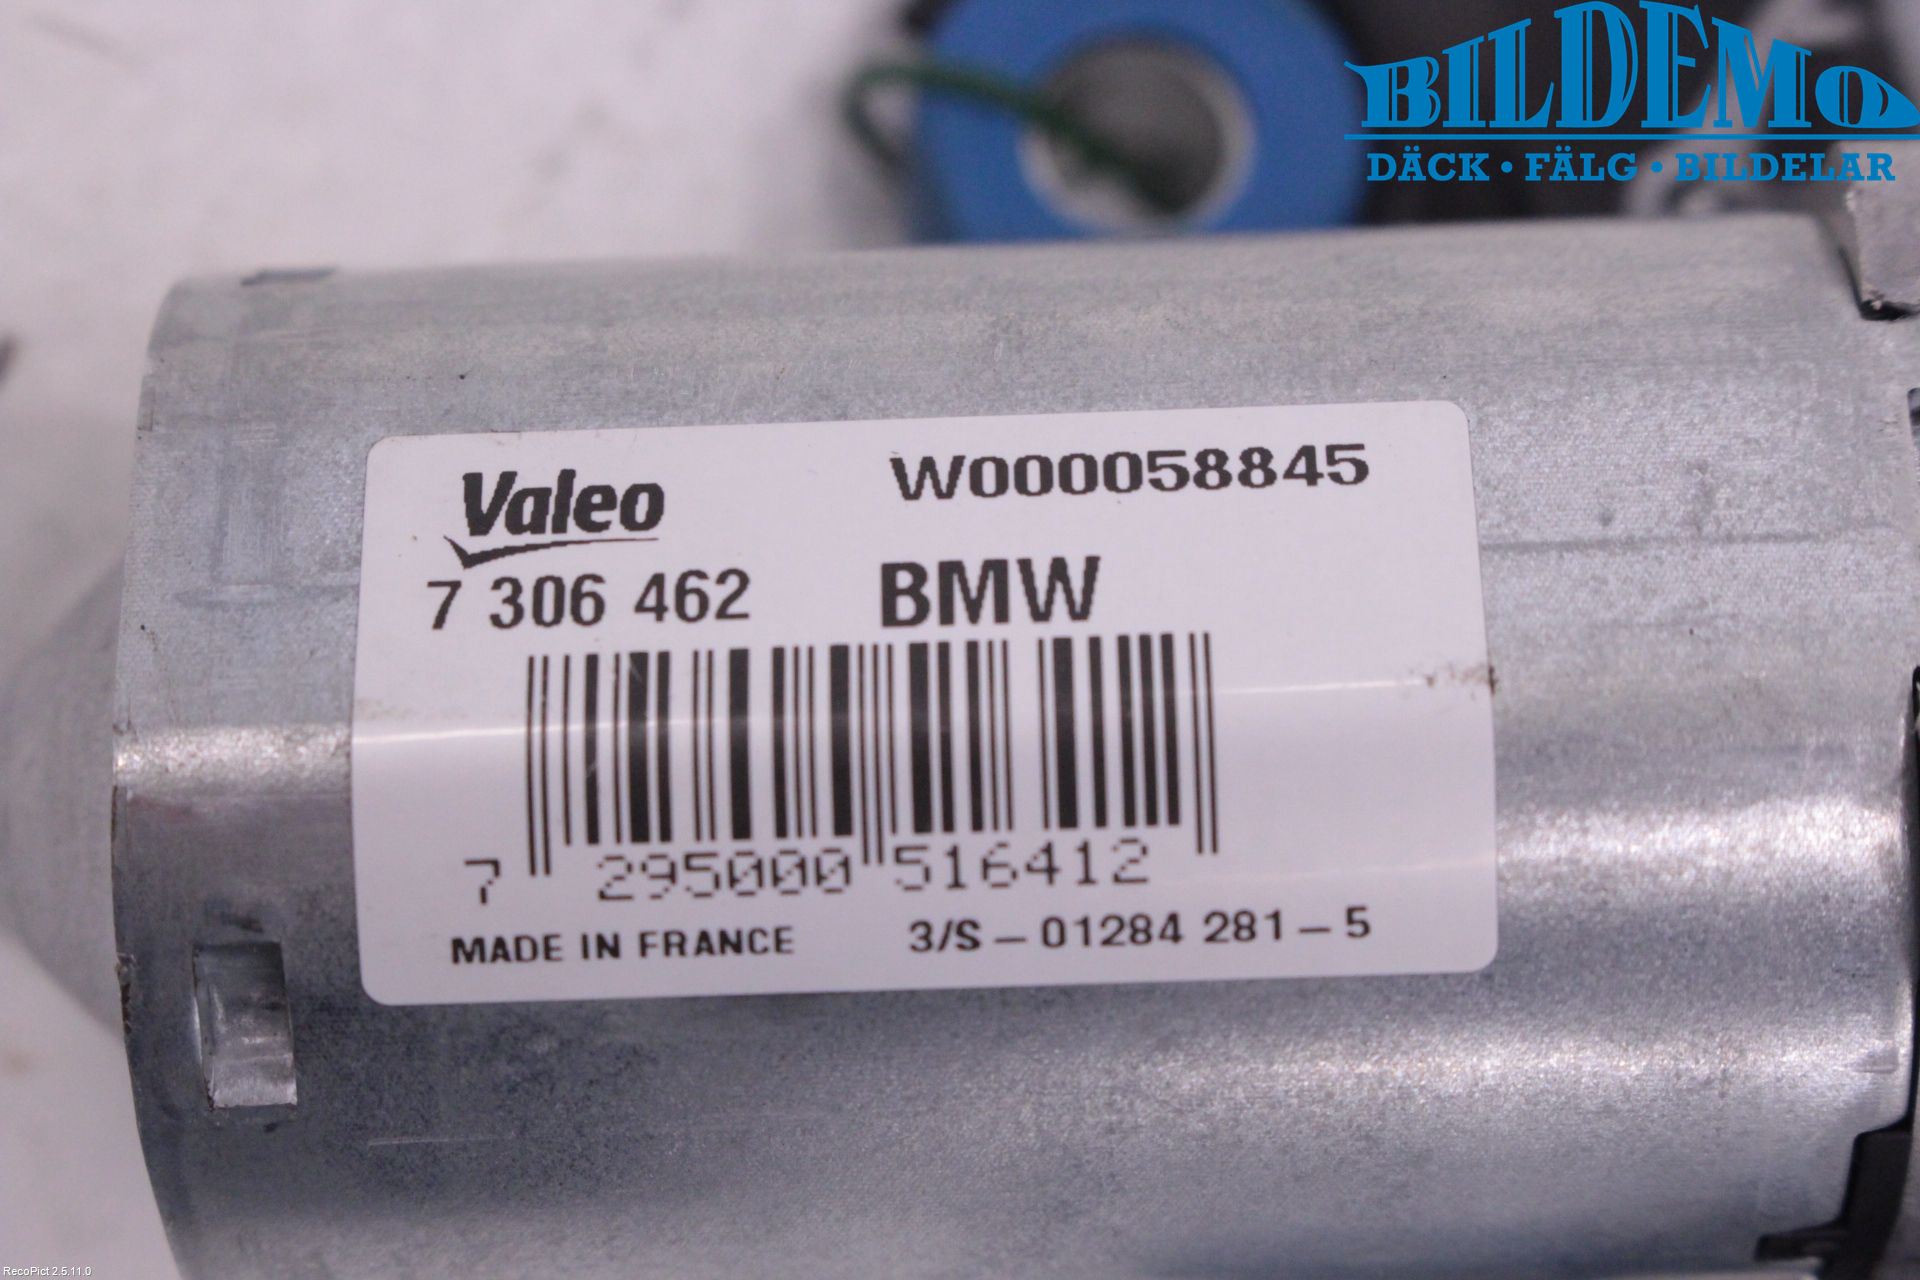 BILDEMO
DÄCK • FÄLG • BILDELAR
Valeo W000058845
7 306 462 BMW
7 295000 516412
MADE IN FRANCE 3/S – 01284 281 – 5
RecoPict 2.5.11.0